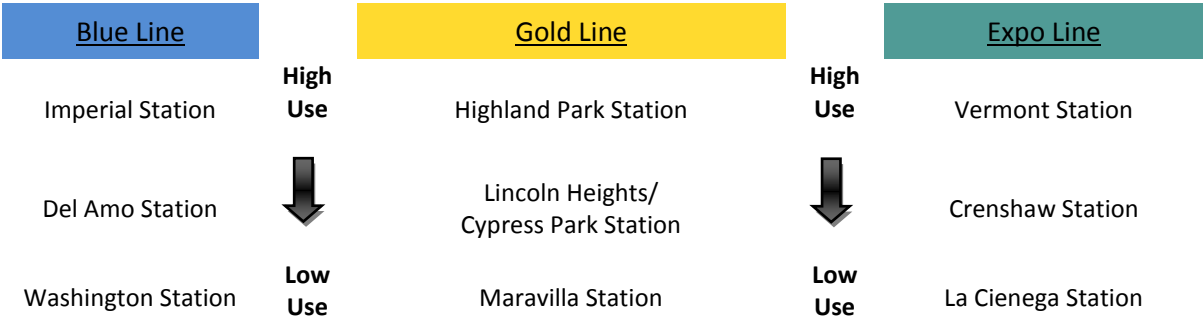 Blue Line
Gold Line
Expo Line
High
Use
High
Use
Imperial Station
Highland Park Station
Vermont Station
Del Amo Station
Lincoln Heights/
Cypress Park Station
Crenshaw Station
Low
Use
Low
Use
Washington Station
Maravilla Station
La Cienega Station